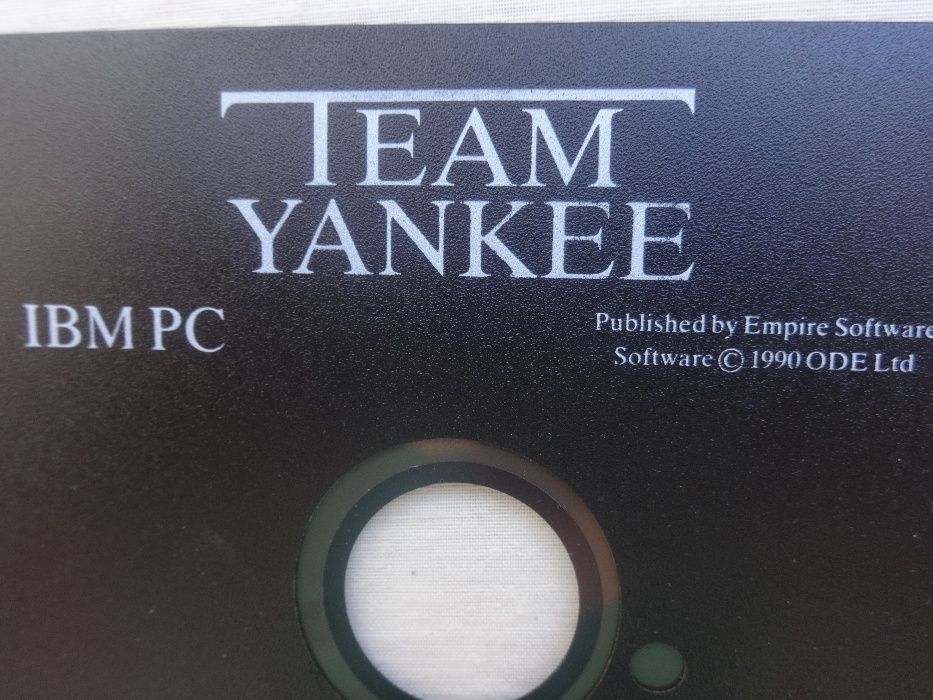 TEAM
YANKEE
IBM PC
Published by Empire Software
Software © 1990 ODE Ltd